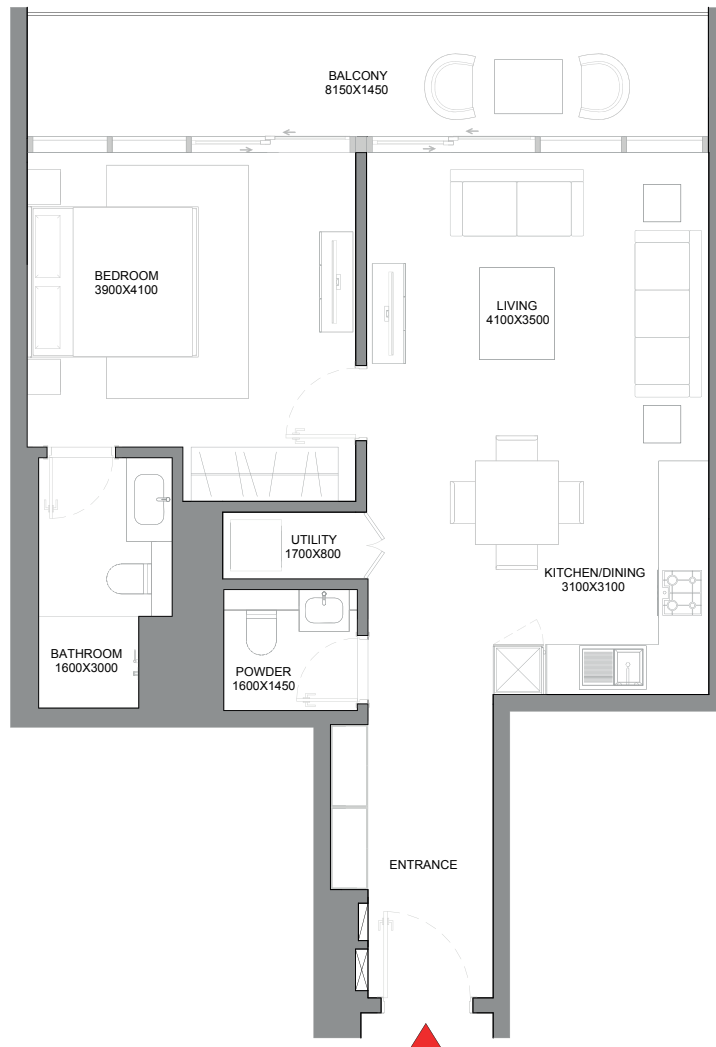 BALCONY
8150X1450
BEDROOM
3900X4100
LIVING
4100X3500
UTILITY
1700X800
KITCHEN/DINING
3100X3100
BATHROOM
1600X3000
POWDER
1600X1450
ENTRANCE